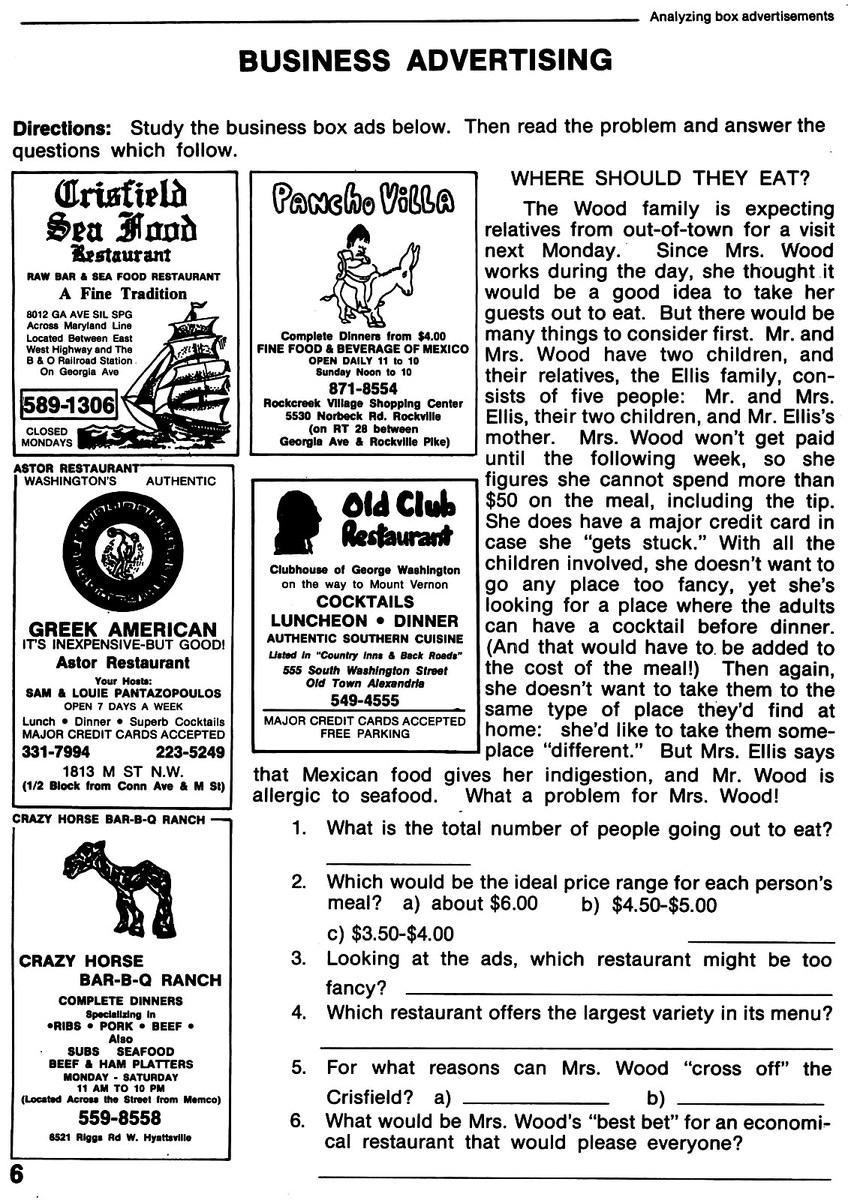 Analyzing box advertisements
BUSINESS ADVERTISING
Directions: Study the business box ads below. Then read the problem and answer the
questions which follow.
Crisfield
Sea Food
Restaurant
RAW BAR & SEA FOOD RESTAURANT
A Fine Tradition
8012 GA AVE SIL SPG
Across Maryland Line
Located Between East
West Highway and The
B & O Railroad Station
On Georgia Ave
589-1306
CLOSED
MONDAYS
PANCHO VILLA
Complete Dinners from $4.00
FINE FOOD & BEVERAGE OF MEXICO
OPEN DAILY 11 to 10
Sunday Noon to 10
871-8554
Rockcreek Village Shopping Center
5530 Norbeck Rd. Rockville
(on RT 28 between
Georgia Ave & Rockville Pike)
ASTOR RESTAURANT
WASHINGTON'S AUTHENTIC
GREEK AMERICAN
IT'S INEXPENSIVE-BUT GOOD!
Astor Restaurant
Your Hosts:
SAM & LOUIE PANTAZOPOULOS
OPEN 7 DAYS A WEEK
Lunch • Dinner • Superb Cocktails
MAJOR CREDIT CARDS ACCEPTED
331-7994 223-5249
1813 M ST N.W.
(1/2 Block from Conn Ave & M St)
Old Club
Restaurant
Clubhouse of George Washington
on the way to Mount Vernon
COCKTAILS
LUNCHEON • DINNER
AUTHENTIC SOUTHERN CUISINE
Listed in "Country Inns & Back Roads"
555 South Washington Street
Old Town Alexandria
549-4555
MAJOR CREDIT CARDS ACCEPTED
FREE PARKING
CRAZY HORSE BAR-B-Q RANCH
CRAZY HORSE
BAR-B-Q RANCH
COMPLETE DINNERS
Specializing in
•RIBS • PORK • BEEF •
Also
SUBS SEAFOOD
BEEF & HAM PLATTERS
MONDAY - SATURDAY
11 AM TO 10 PM
(Located Across the Street from Memco)
559-8558
6521 Riggs Rd W. Hyattsville
WHERE SHOULD THEY EAT?
The Wood family is expecting
relatives from out-of-town for a visit
next Monday. Since Mrs. Wood
works during the day, she thought it
would be a good idea to take her
guests out to eat. But there would be
many things to consider first. Mr. and
Mrs. Wood have two children, and
their relatives, the Ellis family, con-
sists of five people: Mr. and Mrs.
Ellis, their two children, and Mr. Ellis's
mother. Mrs. Wood won't get paid
until the following week, so she
figures she cannot spend more than
$50 on the meal, including the tip.
She does have a major credit card in
case she "gets stuck." With all the
children involved, she doesn't want to
go any place too fancy, yet she's
looking for a place where the adults
can have a cocktail before dinner.
(And that would have to be added to
the cost of the meal!) Then again,
she doesn't want to take them to the
same type of place they'd find at
home: she'd like to take them some-
place "different." But Mrs. Ellis says
that Mexican food gives her indigestion, and Mr. Wood is
allergic to seafood. What a problem for Mrs. Wood!
1. What is the total number of people going out to eat?
2. Which would be the ideal price range for each person's
meal? a) about $6.00 b) $4.50-$5.00
c) $3.50-$4.00
3. Looking at the ads, which restaurant might be too
fancy?
4. Which restaurant offers the largest variety in its menu?
5. For what reasons can Mrs. Wood "cross off" the
Crisfield? a) b)
6. What would be Mrs. Wood's "best bet" for an economi-
cal restaurant that would please everyone?
6